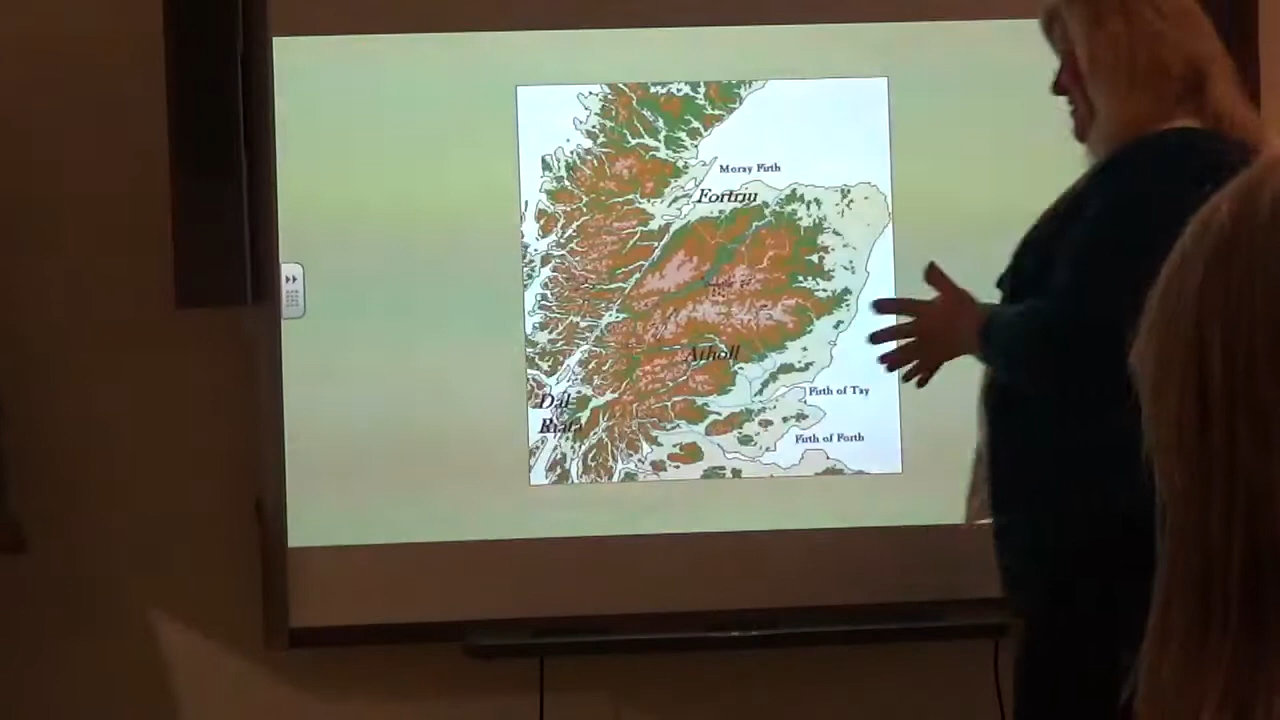 Moray Firth
Fortriu
Atholl
Dál
Riata
Firth of Tay
Firth of Forth